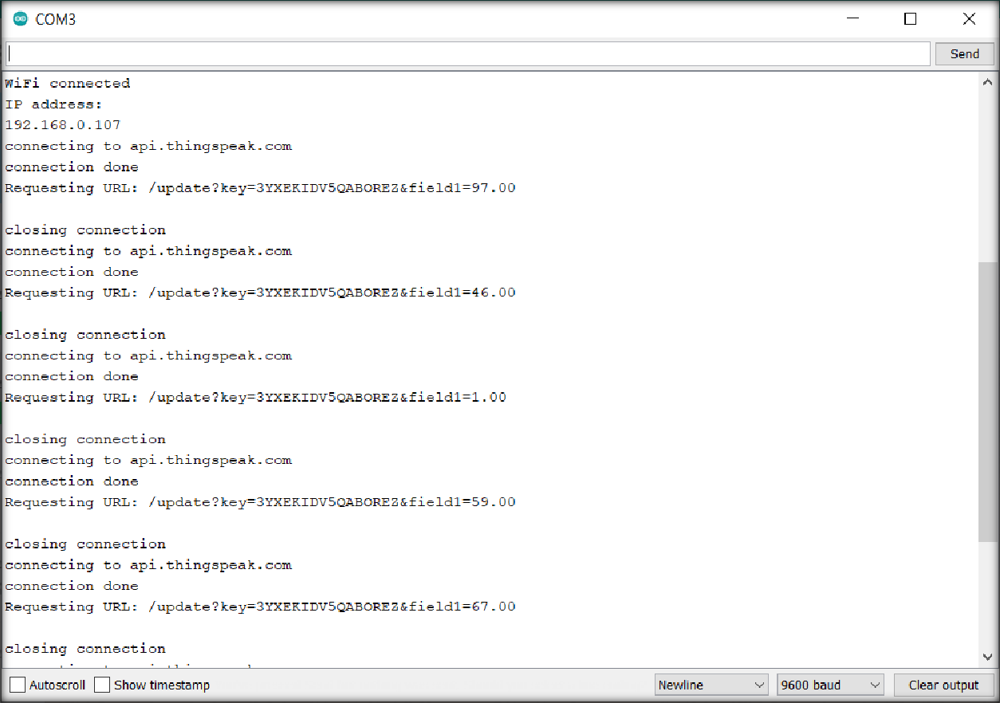 COM3
Send
WiFi connected
IP address:
192.168.0.107
connecting to api.thingspeak.com
connection done
Requesting URL: /update?key=3YXEKIDV5QABOREZ&field1=97.00
closing connection
connecting to api.thingspeak.com
connection done
Requesting URL: /update?key=3YXEKIDV5QABOREZ&field1=46.00
closing connection
connecting to api.thingspeak.com
connection done
Requesting URL: /update?key=3YXEKIDV5QABOREZ&field1=1.00
closing connection
connecting to api.thingspeak.com
connection done
Requesting URL: /update?key=3YXEKIDV5QABOREZ&field1=59.00
closing connection
connecting to api.thingspeak.com
connection done
Requesting URL: /update?key=3YXEKIDV5QABOREZ&field1=67.00
closing connection
Autoscroll Show timestamp Newline 9600 baud Clear output